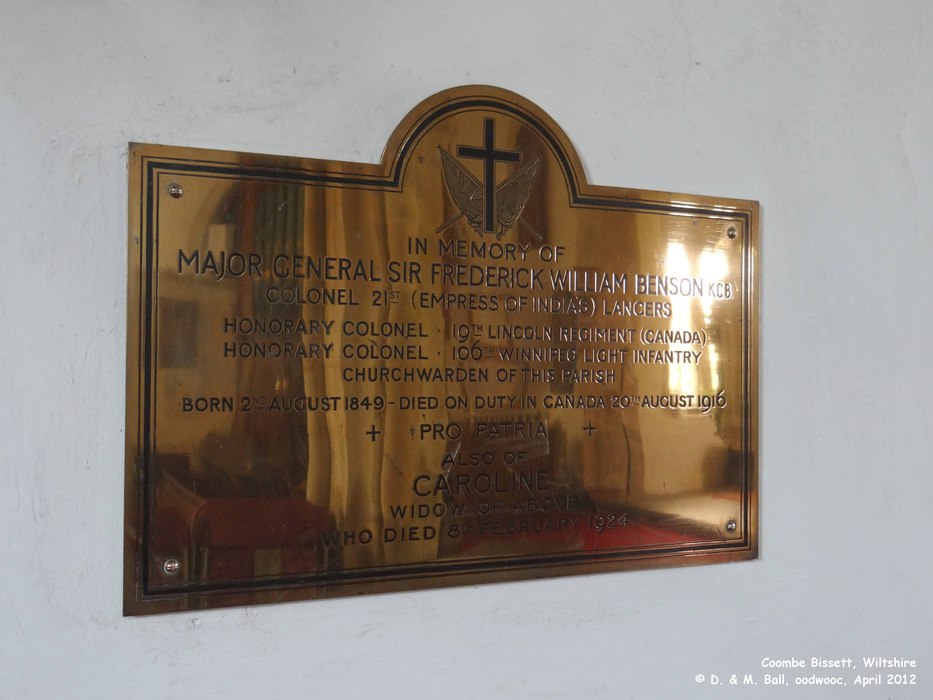 IN MEMORY OF
MAJOR GENERAL SIR FREDERICK WILLIAM BENSON K.C.B.
COLONEL 21ST (EMPRESS OF INDIAS) LANCERS
HONORARY COLONEL · 19TH LINCOLN REGIMENT (CANADA)
HONORARY COLONEL · 106TH WINNIPEG LIGHT INFANTRY
CHURCHWARDEN OF THIS PARISH
BORN 2ND AUGUST 1849 – DIED ON DUTY IN CANADA 20TH AUGUST 1916
+ PRO PATRIA +
ALSO OF
CAROLINE
WIDOW OF ABOVE
WHO DIED 8TH FEBRUARY 1924
Coombe Bissett, Wiltshire
© D. & M. Ball, oodwooc, April 2012